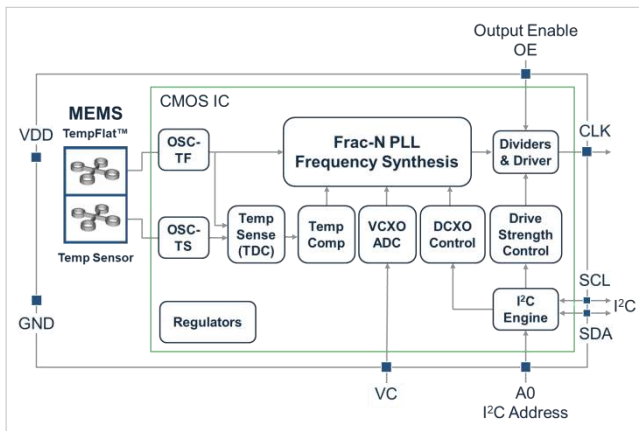 Output Enable
OE
CMOS IC
MEMS
TempFlat™
VDD
CLK
OSC-
TF
Frac-N PLL
Frequency Synthesis
Dividers
& Driver
OSC-
TS
Temp
Sense
(TDC)
Temp
Comp
VCXO
ADC
DCXO
Control
Drive
Strength
Control
Temp Sensor
SCL
I²C
Engine
I²C
GND
Regulators
SDA
VC
A0
I²C Address